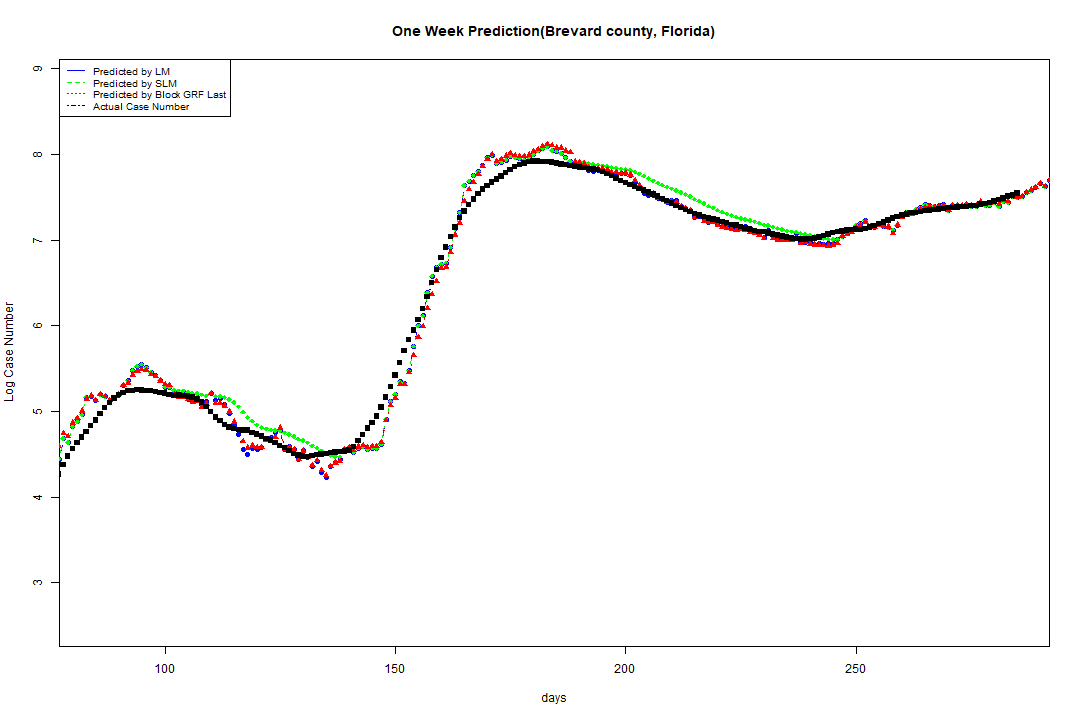 One Week Prediction(Brevard county, Florida)
Predicted by LM
Predicted by SLM
Predicted by Block GRF Last
Actual Case Number
9
8
7
6
5
4
3
Log Case Number
100
150
200
250
days